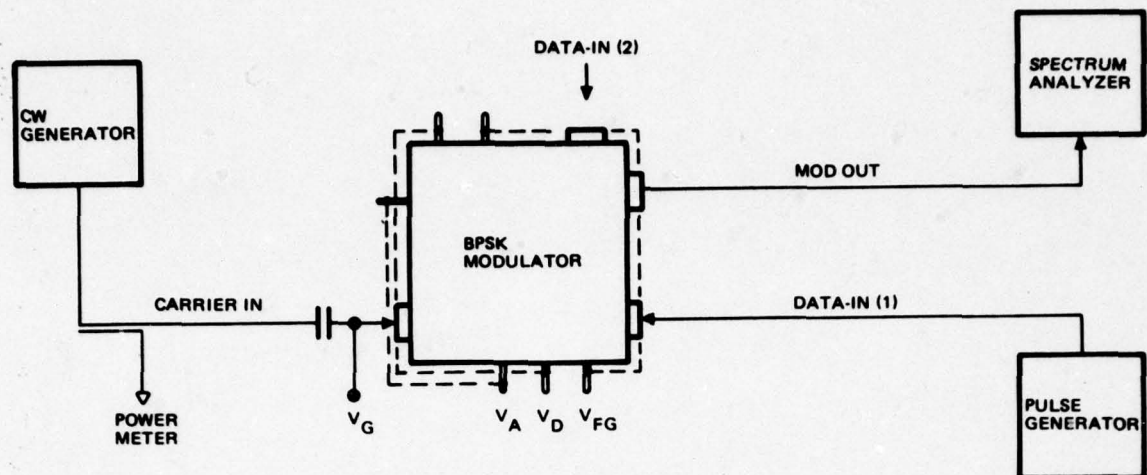 DATA-IN (2)
SPECTRUM
ANALYZER
CW
GENERATOR
MOD OUT
BPSK
MODULATOR
CARRIER IN
DATA-IN (1)
POWER
METER
VG
VA
VD
VFG
PULSE
GENERATOR